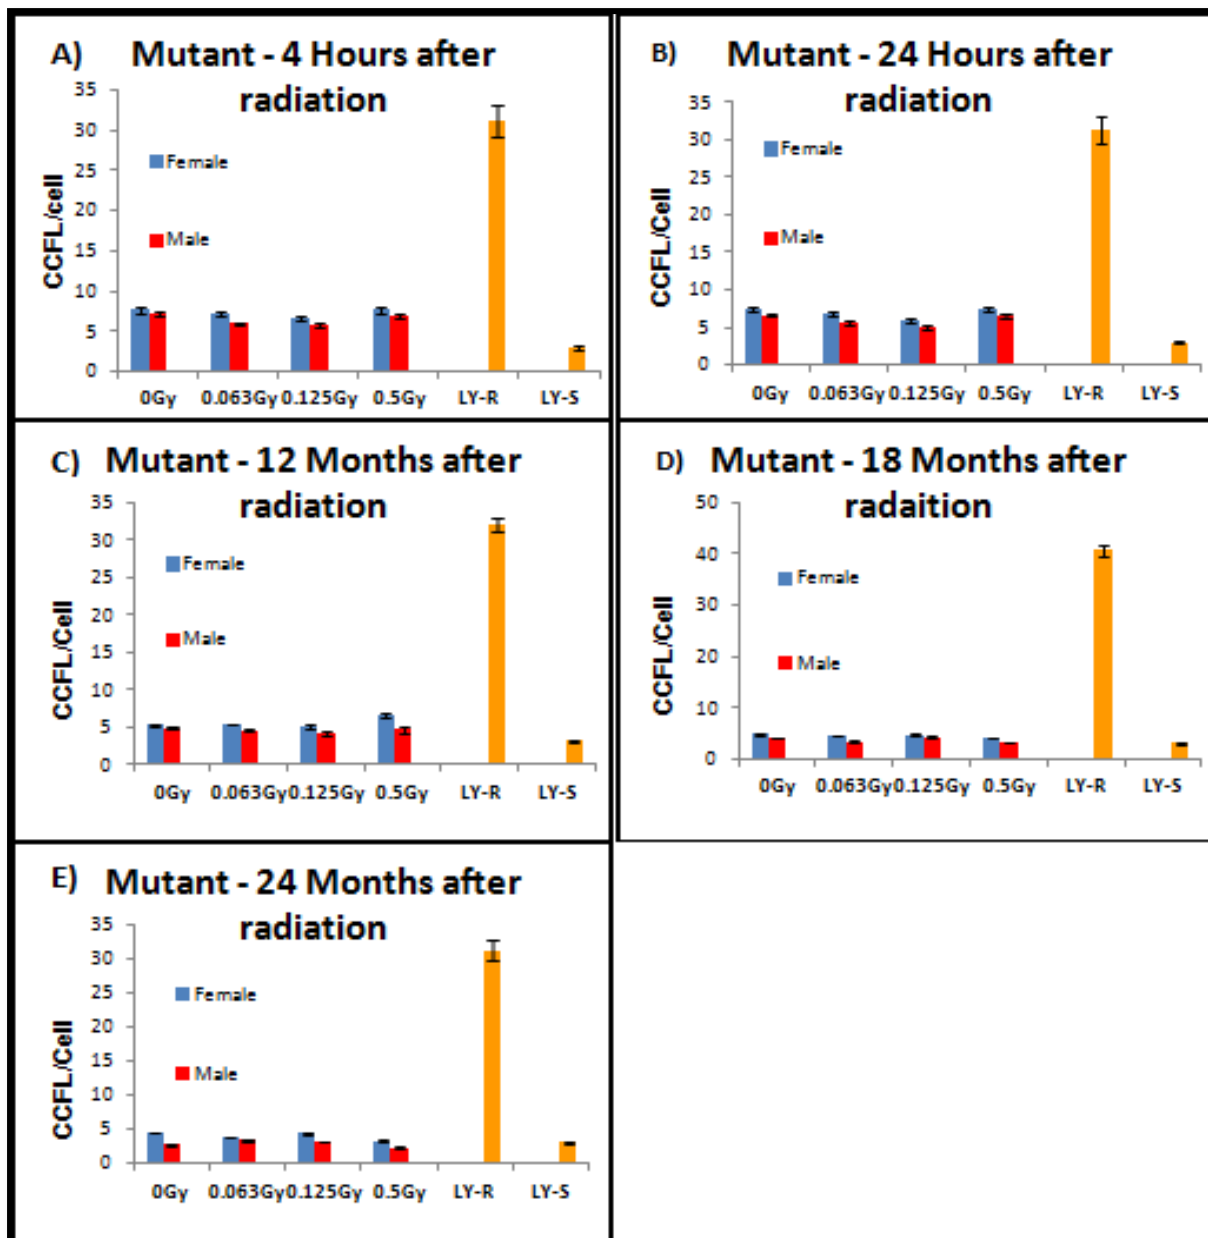 A) Mutant - 4 Hours after
radiation
35
30
25
20
15
10
5
0
CCFL/cell
Female
Male
0Gy 0.063Gy 0.125Gy 0.5Gy LY-R LY-S
B) Mutant - 24 Hours after
radiation
35
30
25
20
15
10
5
0
CCFL/Cell
Female
Male
0Gy 0.063Gy 0.125Gy 0.5Gy LY-R LY-S
C) Mutant - 12 Months after
radiation
35
30
25
20
15
10
5
0
CCFL/Cell
Female
Male
0Gy 0.063Gy 0.125Gy 0.5Gy LY-R LY-S
D) Mutant - 18 Months after
radaition
50
40
30
20
10
0
CCFL/Cell
Female
Male
0Gy 0.063Gy 0.125Gy 0.5Gy LY-R LY-S
E) Mutant - 24 Months after
radiation
35
30
25
20
15
10
5
0
CCFL/Cell
Female
Male
0Gy 0.063Gy 0.125Gy 0.5Gy LY-R LY-S